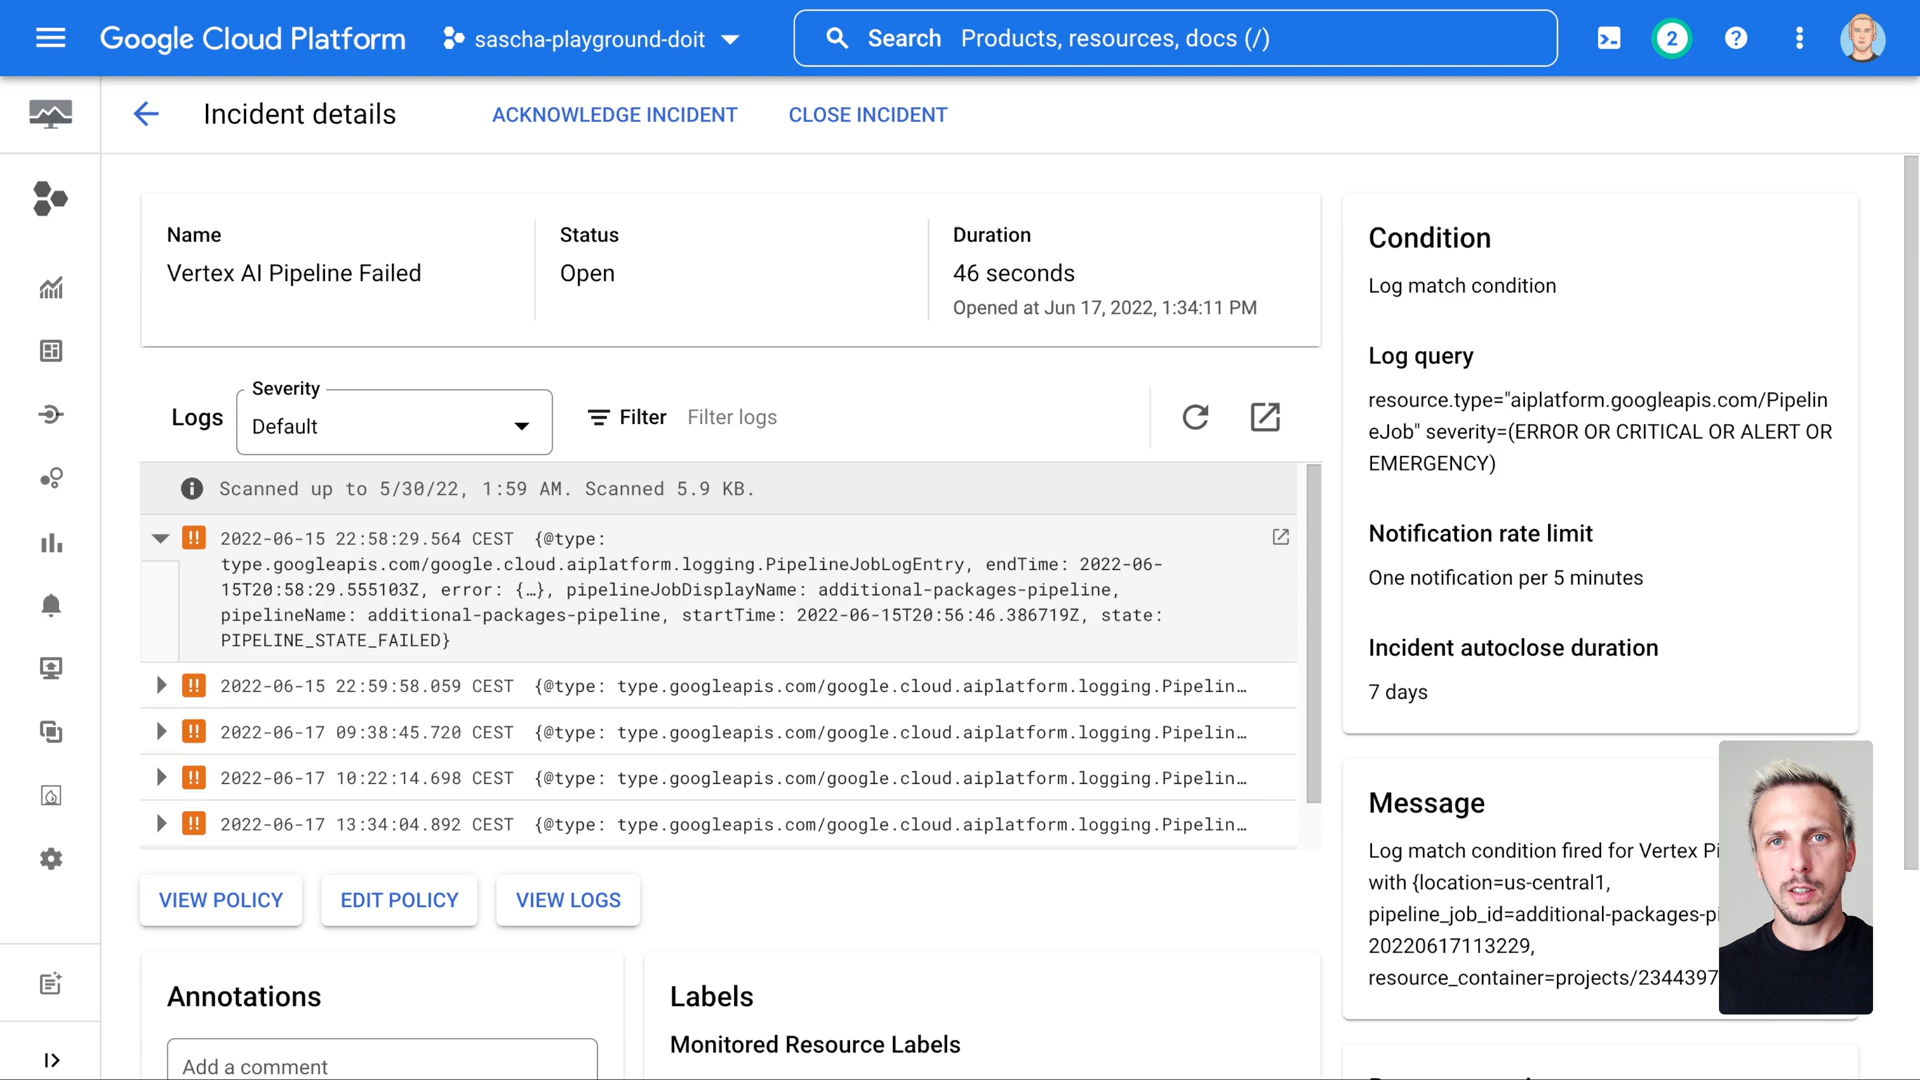 Google Cloud Platform
sascha-playground-doit
Search Products, resources, docs (/)
2
Incident details
ACKNOWLEDGE INCIDENT
CLOSE INCIDENT
Name
Vertex AI Pipeline Failed
Status
Open
Duration
46 seconds
Opened at Jun 17, 2022, 1:34:11 PM
Logs
Severity
Default
Filter
Filter logs
Scanned up to 5/30/22, 1:59 AM. Scanned 5.9 KB.
2022-06-15 22:58:29.564 CEST {@type:
type.googleapis.com/google.cloud.aiplatform.logging.PipelineJobLogEntry, endTime: 2022-06-
15T20:58:29.555103Z, error: {…}, pipelineJobDisplayName: additional-packages-pipeline,
pipelineName: additional-packages-pipeline, startTime: 2022-06-15T20:56:46.386719Z, state:
PIPELINE_STATE_FAILED}
2022-06-15 22:59:58.059 CEST {@type: type.googleapis.com/google.cloud.aiplatform.logging.Pipelin…
2022-06-17 09:38:45.720 CEST {@type: type.googleapis.com/google.cloud.aiplatform.logging.Pipelin…
2022-06-17 10:22:14.698 CEST {@type: type.googleapis.com/google.cloud.aiplatform.logging.Pipelin…
2022-06-17 13:34:04.892 CEST {@type: type.googleapis.com/google.cloud.aiplatform.logging.Pipelin…
VIEW POLICY
EDIT POLICY
VIEW LOGS
Annotations
Add a comment
Labels
Monitored Resource Labels
Condition
Log match condition
Log query
resource.type="aiplatform.googleapis.com/Pipelin
eJob" severity=(ERROR OR CRITICAL OR ALERT OR
EMERGENCY)
Notification rate limit
One notification per 5 minutes
Incident autoclose duration
7 days
Message
Log match condition fired for Vertex Pi
with {location=us-central1,
pipeline_job_id=additional-packages-pi
20220617113229,
resource_container=projects/2344397